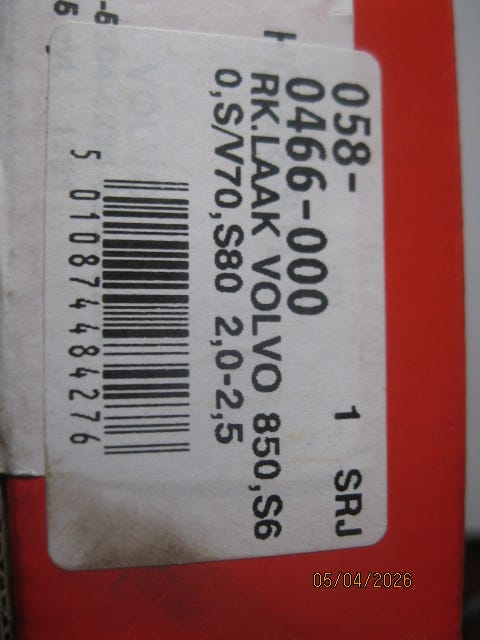 058-
0466-000
1 SRJ
RK.LAAK VOLVO 850,S6
0,S/V70,S80 2,0-2,5
5 010874 484276
05/04/2026